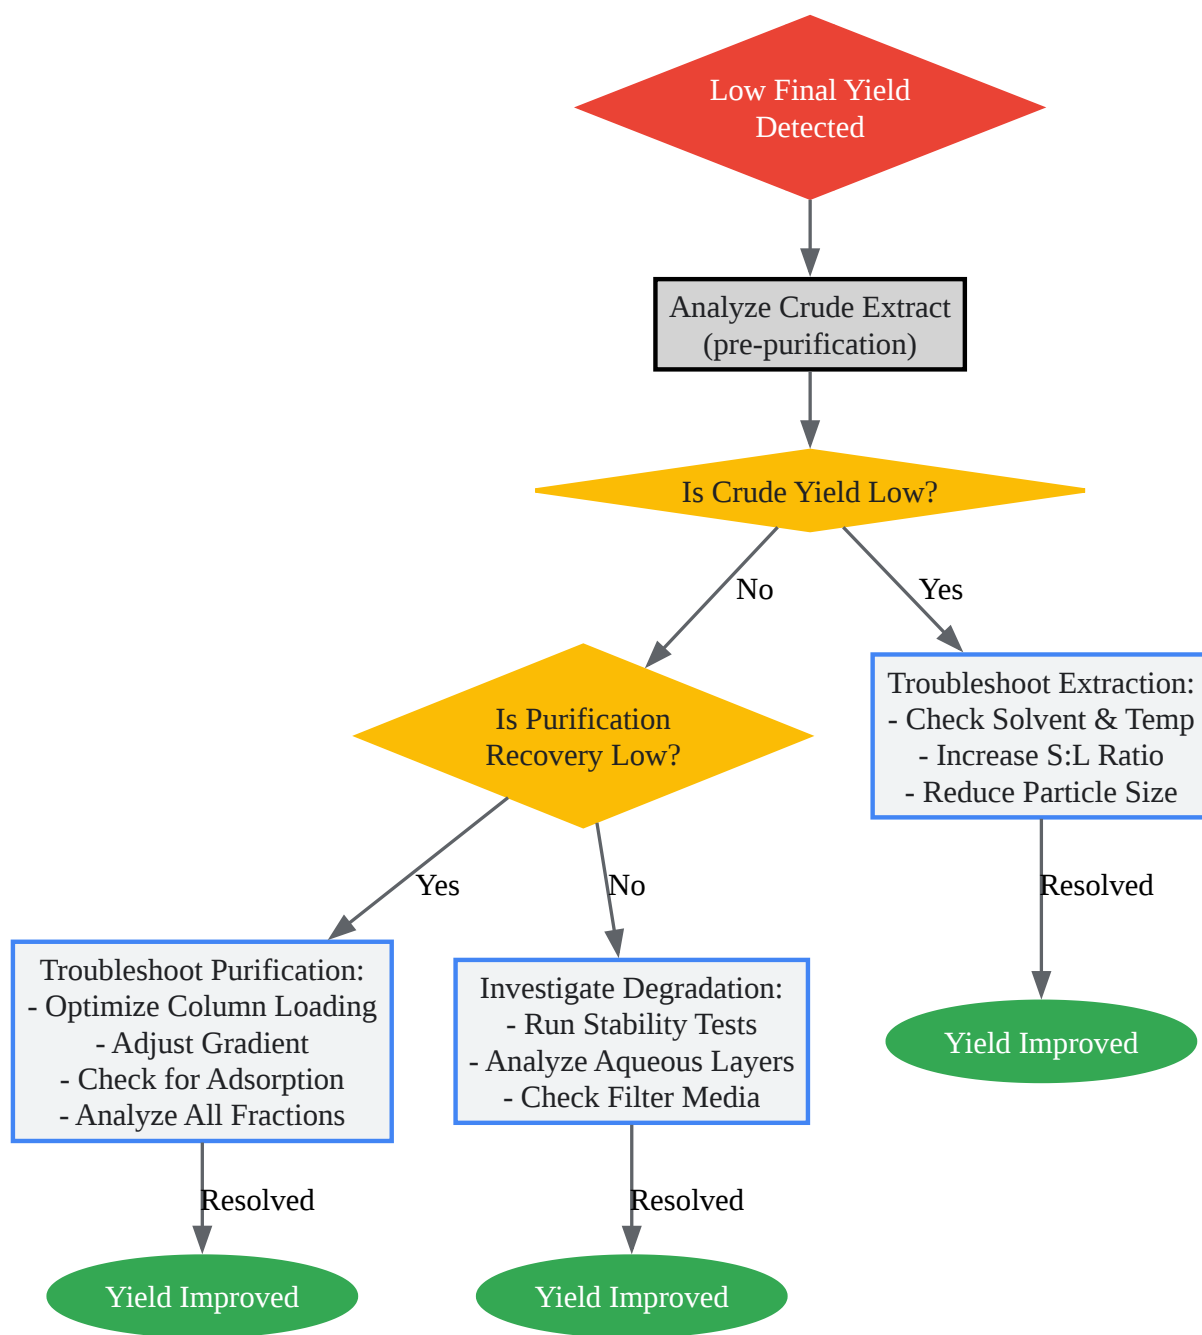 Low Final Yield
Detected
Analyze Crude Extract
(pre-purification)
Is Crude Yield Low?
No
Yes
Is Purification
Recovery Low?
Troubleshoot Extraction:
- Check Solvent & Temp
- Increase S:L Ratio
- Reduce Particle Size
Yes
No
Resolved
Troubleshoot Purification:
- Optimize Column Loading
- Adjust Gradient
- Check for Adsorption
- Analyze All Fractions
Investigate Degradation:
- Run Stability Tests
- Analyze Aqueous Layers
- Check Filter Media
Yield Improved
Resolved
Resolved
Yield Improved
Yield Improved